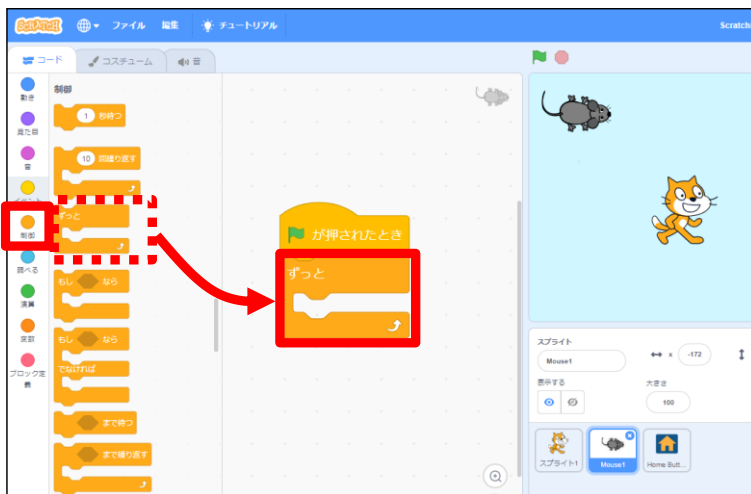 SCRATCH
ファイル 編集 チュートリアル
Scratch
コード コスチューム 音
動き
見た目
音
イベント
制御
調べる
演算
変数
ブロック定
義
制御
1 秒待つ
10 回繰り返す
ずっと
もし なら
もし なら
でなければ
まで待つ
まで繰り返す
が押されたとき
ずっと
スプライト
Mouse1 x -172
表示する 大きさ
100
スプライト1 Mouse1 Home Butt...